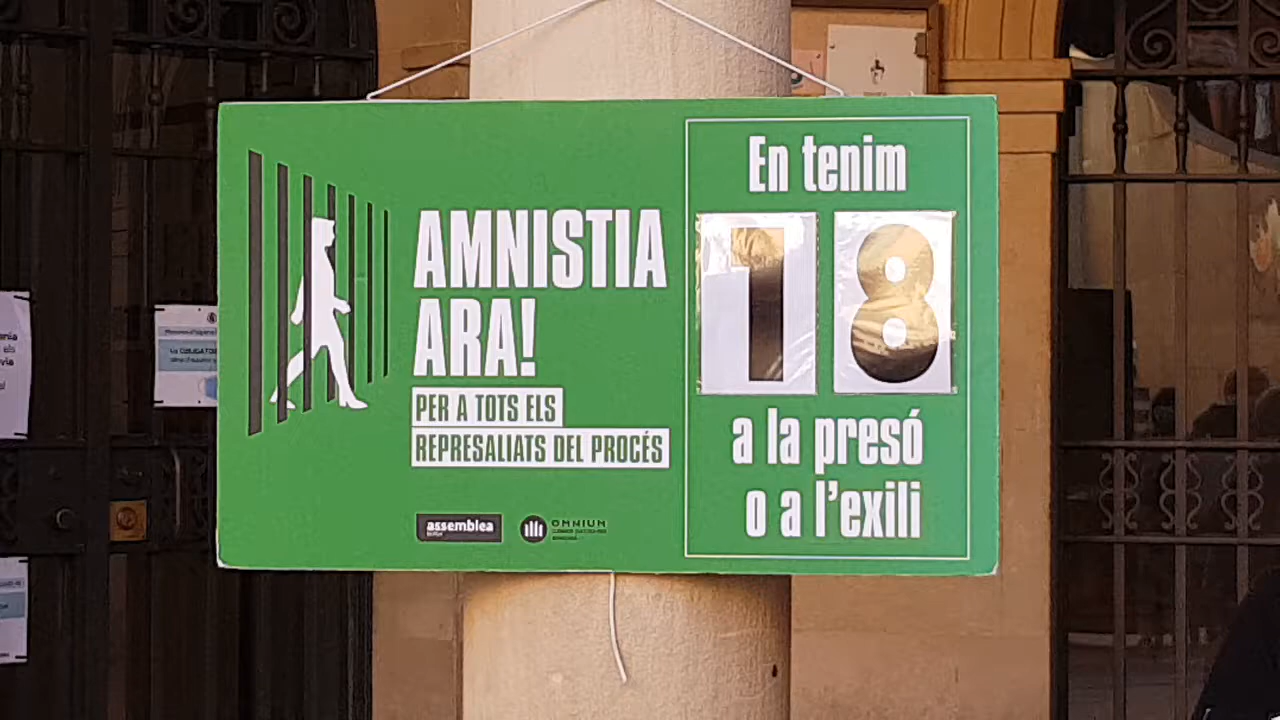 AMNISTIA
ARA!
PER A TOTS ELS
REPRESALIATS DEL PROCÉS
assemblea
OMNIUM
En tenim
18
a la presó
o a l'exili